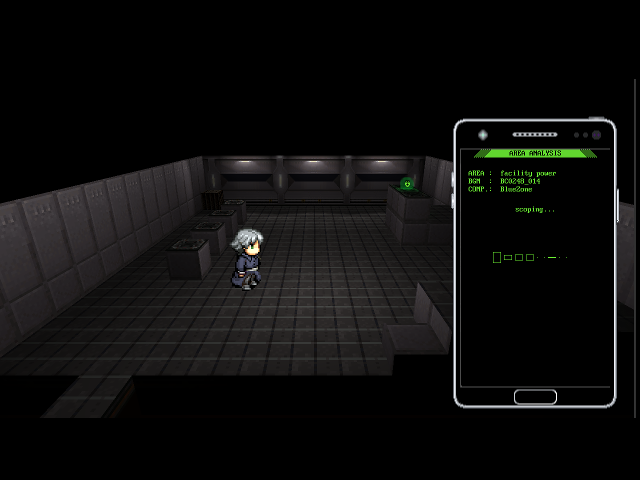 AREA ANALYSIS
AREA : facility power
BGM : BC0248_014
COMP.: BlueZone
scoping...